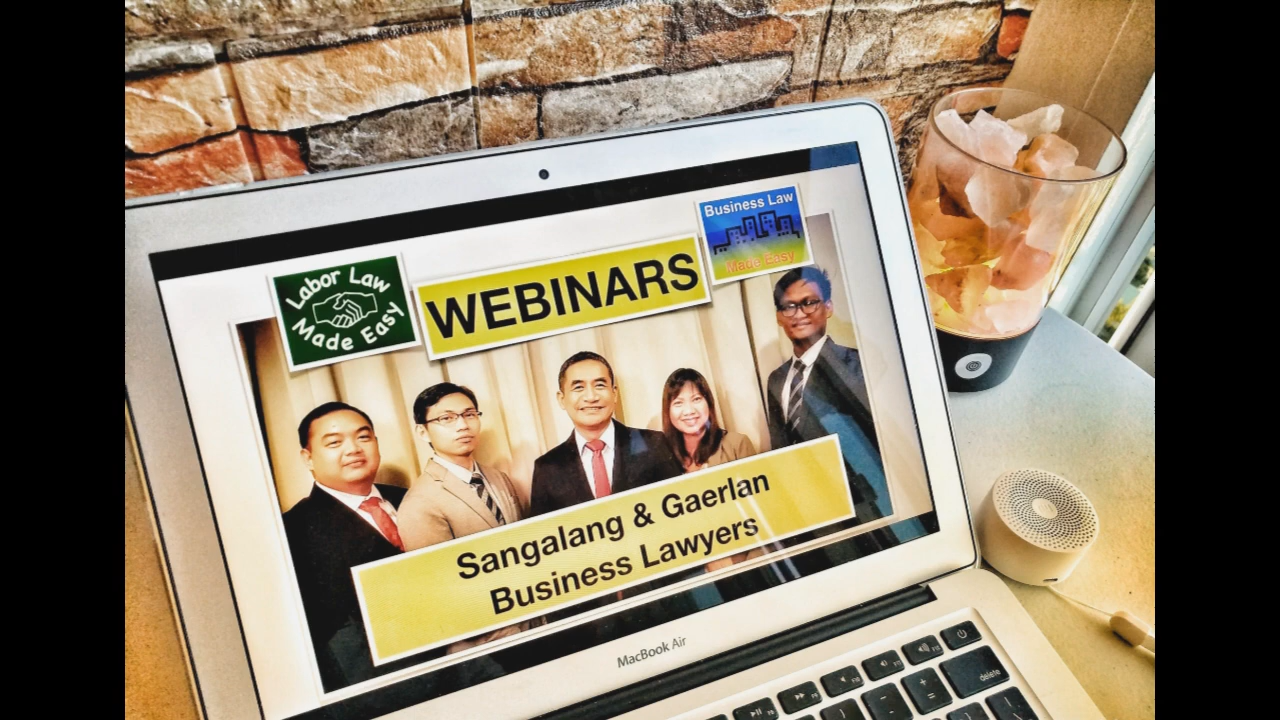 Labor Law
Made Easy
WEBINARS
Business Law
Made Easy
Sangalang & Gaerlan
Business Lawyers
MacBook Air
delete